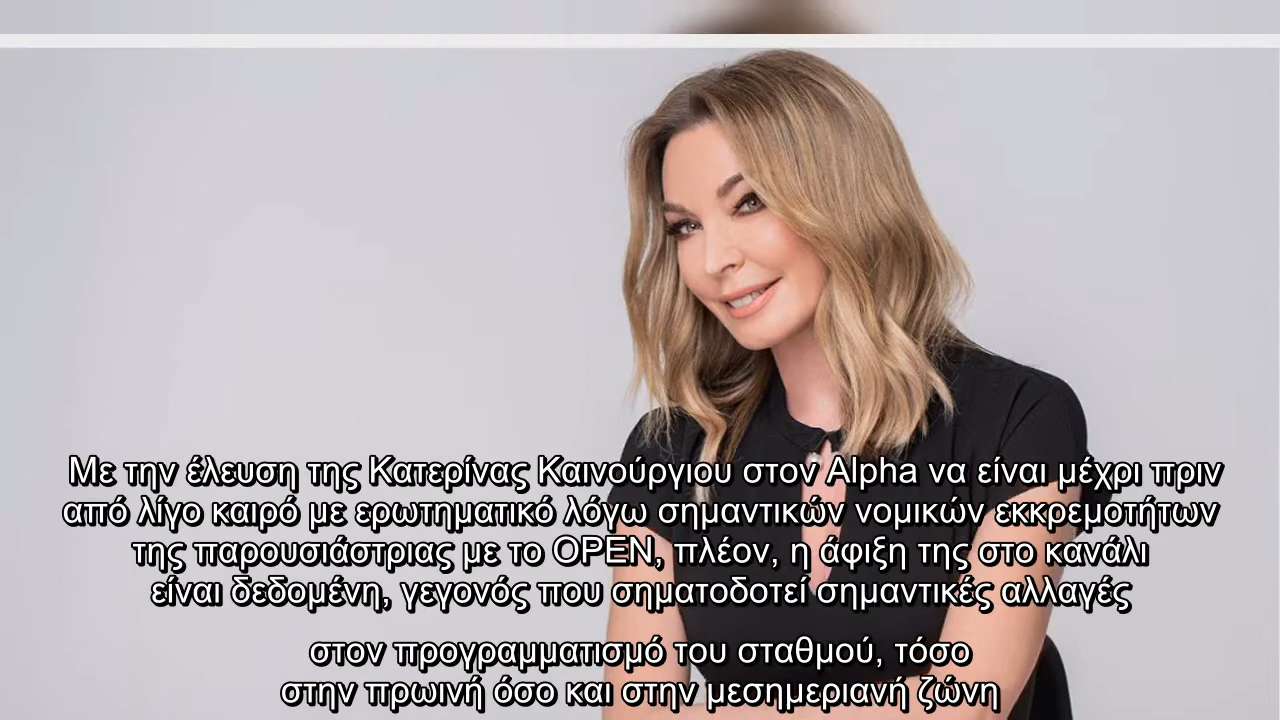 Με την έλευση της Κατερίνας Καινούργιου στον Alpha να είναι μέχρι πριν
από λίγο καιρό με ερωτηματικό λόγω σημαντικών νομικών εκκρεμοτήτων
της παρουσιάστριας με το OPEN, πλέον, η άφιξη της στο κανάλι
είναι δεδομένη, γεγονός που σηματοδοτεί σημαντικές αλλαγές
στον προγραμματισμό του σταθμού, τόσο
στην πρωινή όσο και στην μεσημεριανή ζώνη